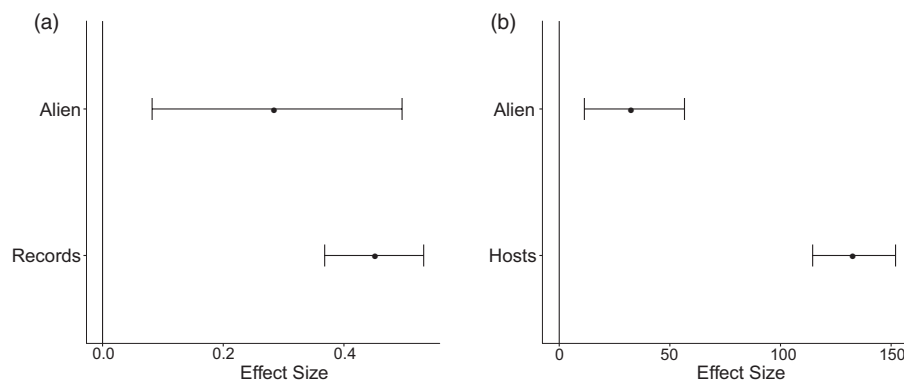 (a)
Alien
Records
0.0 0.2 0.4
Effect Size
(b)
Alien
Hosts
0 50 100 150
Effect Size